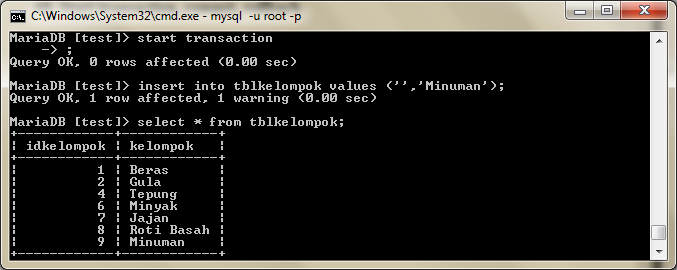 C:\Windows\System32\cmd.exe - mysql -u root -p
MariaDB [test]> start transaction
    -> ;
Query OK, 0 rows affected (0.00 sec)
MariaDB [test]> insert into tblkelompok values ('','Minuman');
Query OK, 1 row affected, 1 warning (0.00 sec)
MariaDB [test]> select * from tblkelompok;
+------------+------------+
| idkelompok | kelompok   |
+------------+------------+
|          1 | Beras      |
|          2 | Gula       |
|          4 | Tepung     |
|          6 | Minyak     |
|          7 | Jajan      |
|          8 | Roti Basah |
|          9 | Minuman    |
+------------+------------+